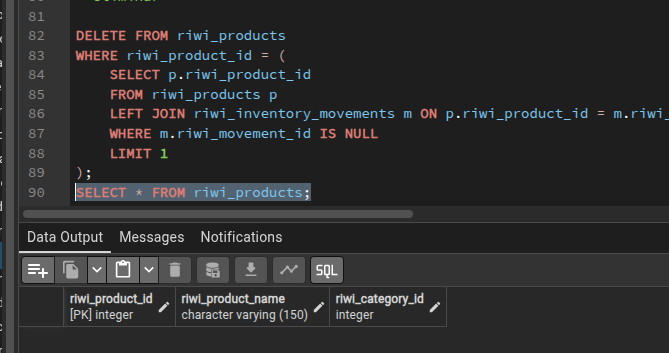 81
82 DELETE FROM riwi_products
83 WHERE riwi_product_id = (
84 SELECT p.riwi_product_id
85 FROM riwi_products p
86 LEFT JOIN riwi_inventory_movements m ON p.riwi_product_id = m.riwi_
87 WHERE m.riwi_movement_id IS NULL
88 LIMIT 1
89 );
90 SELECT * FROM riwi_products;
Data Output Messages Notifications
SQL
riwi_product_id riwi_product_name riwi_category_id
[PK] integer character varying (150) integer